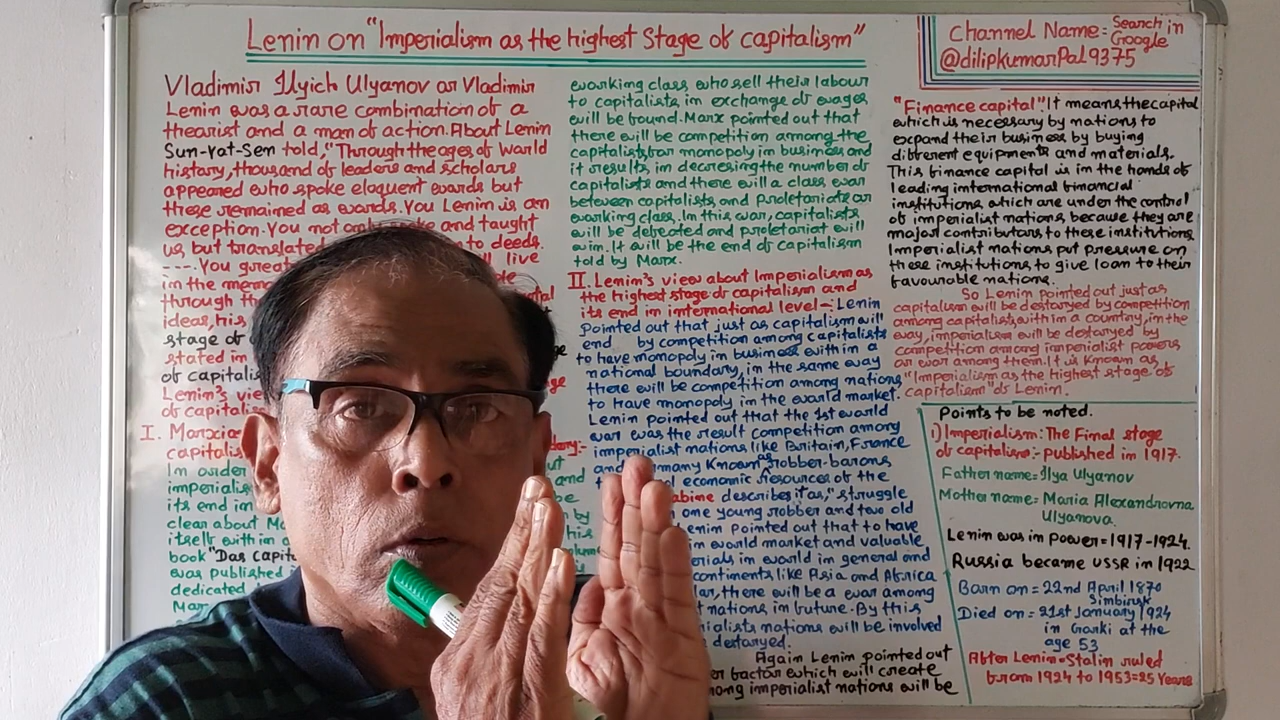 Lenin on "Imperialism as the highest Stage of capitalism"
Channel Name:- Search in Google
@dilipkumarPal9375
Vladimir Ilyich Ulyanov or Vladimir
Lenin was a rare combination of a
theorist and a man of action. About Lenin
Sun-Yat-Sen told, "Through the ages of world
history, thousand of leaders and scholars
appeared who spoke eloquent words but
these remained as words. You Lenin is an
exception. You not only and taught
us, but translated to deeds.
----. You great live
in the mem
through th
ideas, his
stage of
stated in
of capitalis
Lenin's vie
of capitalis
I. Marxia
capitalis
In order
imperialis
its end in
clear about Ma
itself within a
book "Das Capita
was published i
dedicated
Mar
working class who sell their labour
to capitalists in exchange of wages
will be found. Marx pointed out that
there will be competition among the
capitalists, for monopoly in business and
it results in decresing the number of
capitalists and there will a class war
between capitalists and proletariate or
working class. In this war, capitalists
will be defeated and proletariat will
win. It will be the end of capitalism
told by Marx.
II. Lenin's view about Imperialism as
the highest stage of capitalism and
its end in international level:- Lenin
pointed out that just as capitalism will
end by competition among capitalists
to have monopoly in business within a
national boundary, in the same way
there will be competition among nations
to have monopoly in the world market.
Lenin pointed out that the 1st world
war was the result competition among
imperialist nations like Britain, France
and many Known as robber-barons
economic resources of the
abine describes it as, "struggle
one young robber and two old
enin pointed out that to have
in world market and valuable
erials in world in general and
continents like Asia and Africa
lar, there will be a war among
nations in future. By this
ialists nations will be involved
destroyed.
Again Lenin pointed out
er factor which will create
mong imperialist nations will be
"Finance capital" It means the capital
which is necessary by nations to
expand their business by buying
different equipments and materials.
This finance capital is in the hands of
leading international financial
institutions which are under the control
of imperialist nations because they are
major contributors to these institutions.
Imperialist nations put pressure on
these institutions to give loan to their
favourable nations.
So Lenin pointed out just as
capitalism will be destroyed by competition
among capitalists within a country, in the
way, imperialism will be destroyed by
competition among imperialist powers
or war among them. It is Known as
"Imperialism as the highest stage of
capitalism" of Lenin.
Points to be noted.
1) Imperialism: The Final stage
of capitalism:- published in 1917.
Father name = Ilya Ulyanov
Mother name = Maria Alexandrovna
Ulyanova.
Lenin was in Power = 1917-1924.
Russia became USSR in 1922
Born on = 22nd April 1870
Simbirsk
Died on = 21st January 1924
in Gorki at the
age 53
After Lenin = Stalin ruled
from 1924 to 1953 = 25 Years